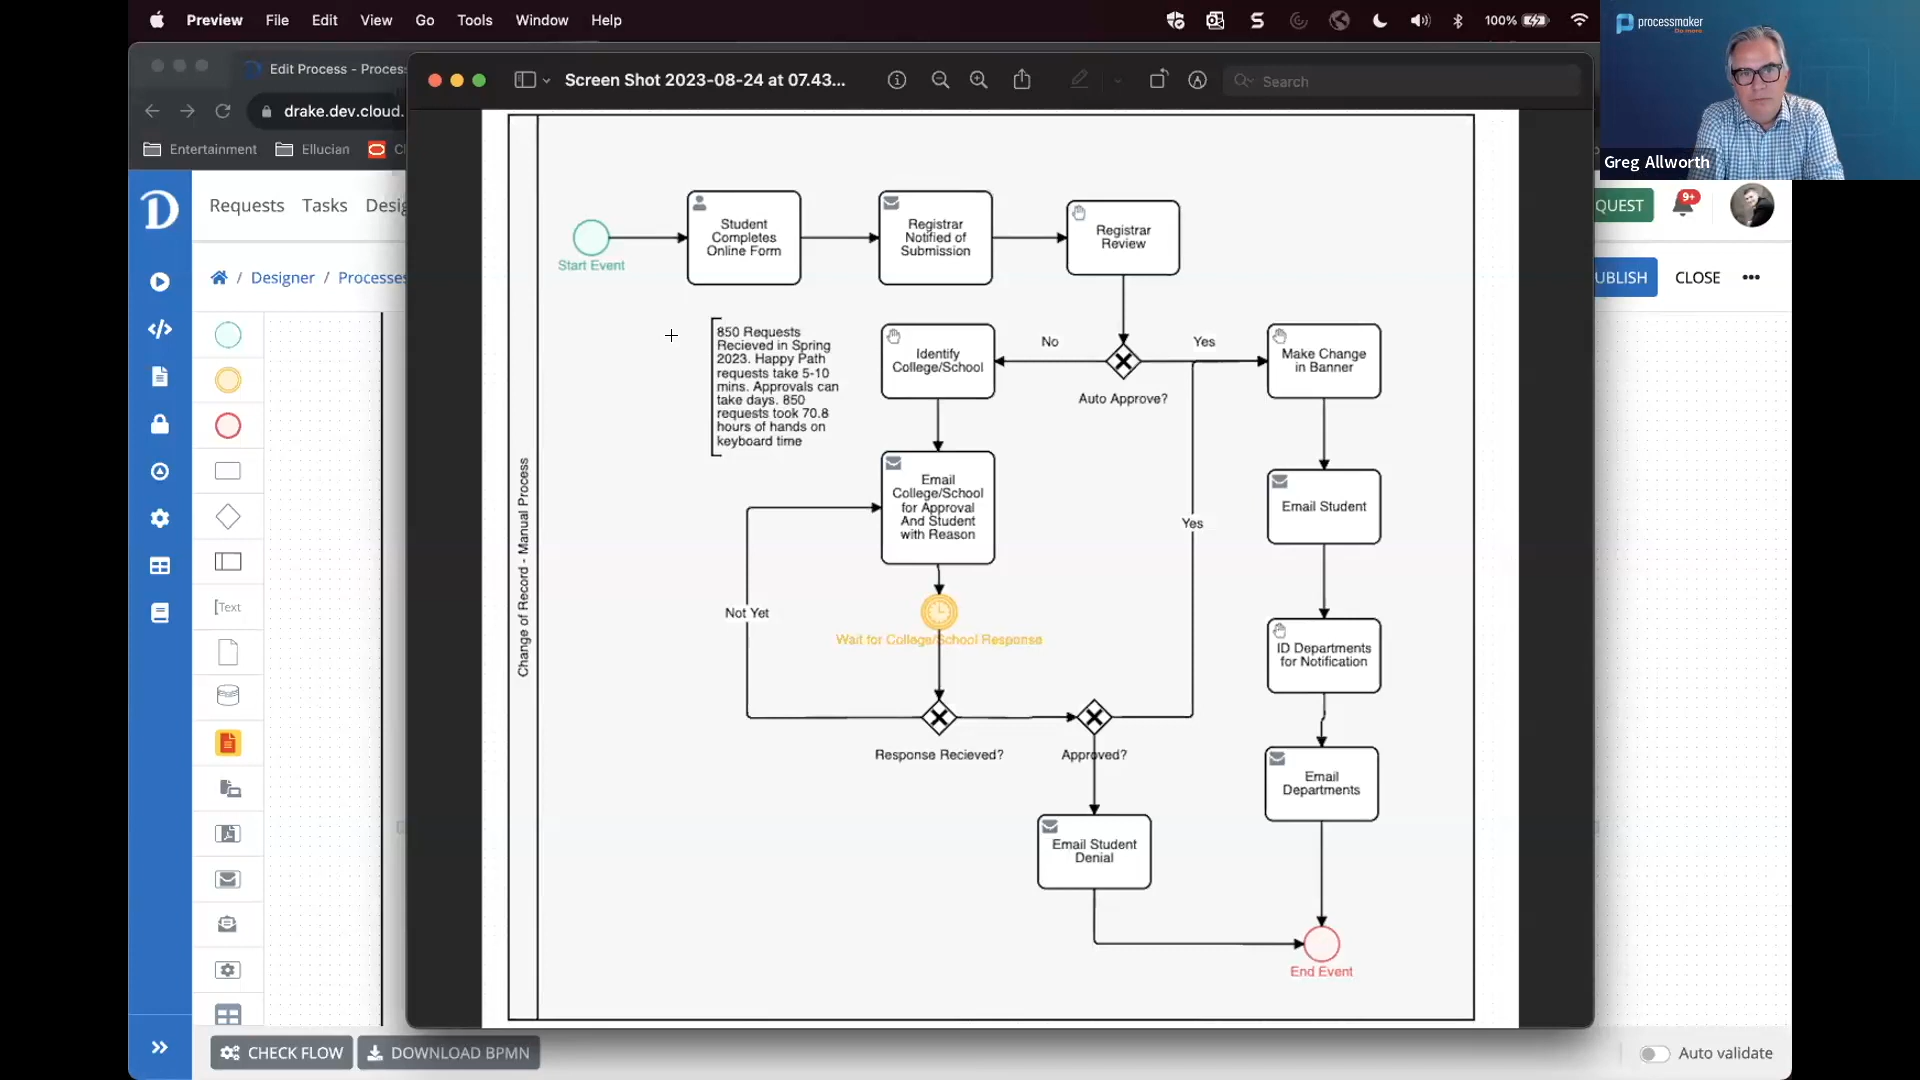 Preview File Edit View Go Tools Window Help
100%
processmaker
Greg Allworth
Edit Process - Proces
Screen Shot 2023-08-24 at 07.43...
Search
drake.dev.cloud.
Entertainment
Ellucian
Requests Tasks Desig
QUEST
9+
/ Designer / Processes
UBLISH
CLOSE
[Text
Change of Record - Manual Process
Start Event
Student
Completes
Online Form
Registrar
Notified of
Submission
Registrar
Review
850 Requests
Recieved in Spring
2023. Happy Path
requests take 5-10
mins. Approvals can
take days. 850
requests took 70.8
hours of hands on
keyboard time
Identify
College/School
No
Yes
Auto Approve?
Make Change
in Banner
Email
College/School
for Approval
And Student
with Reason
Yes
Email Student
Not Yet
Wait for College/School Response
ID Departments
for Notification
Response Recieved?
Approved?
Email
Departments
Email Student
Denial
End Event
CHECK FLOW
DOWNLOAD BPMN
Auto validate